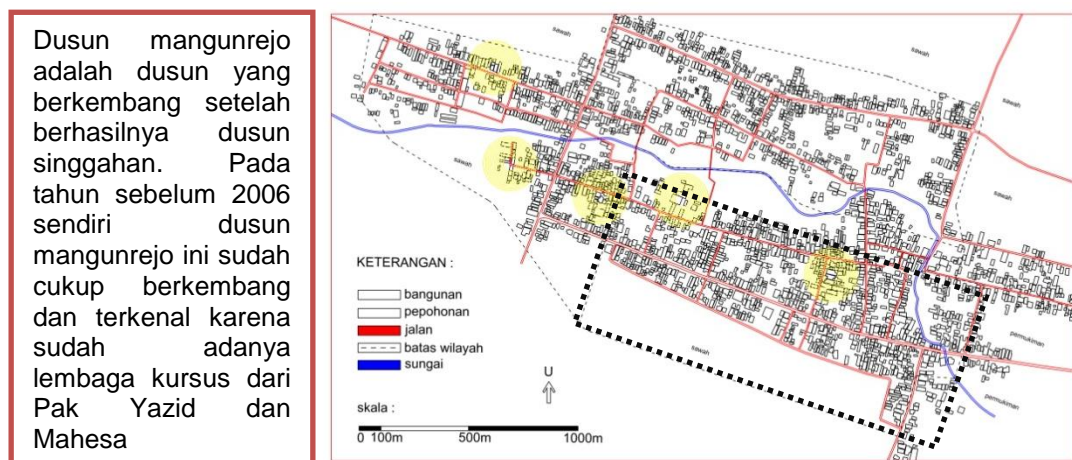 Dusun mangunrejo
adalah dusun yang
berkembang setelah
berhasilnya dusun
singgahan. Pada
tahun sebelum 2006
sendiri dusun
mangunrejo ini sudah
cukup berkembang
dan terkenal karena
sudah adanya
lembaga kursus dari
Pak Yazid dan
Mahesa
sawah
sawah
sawah
sawah
sawah
permukiman
permukiman
KETERANGAN :
bangunan
pepohonan
jalan
batas wilayah
sungai
U
skala :
0 100m 500m 1000m